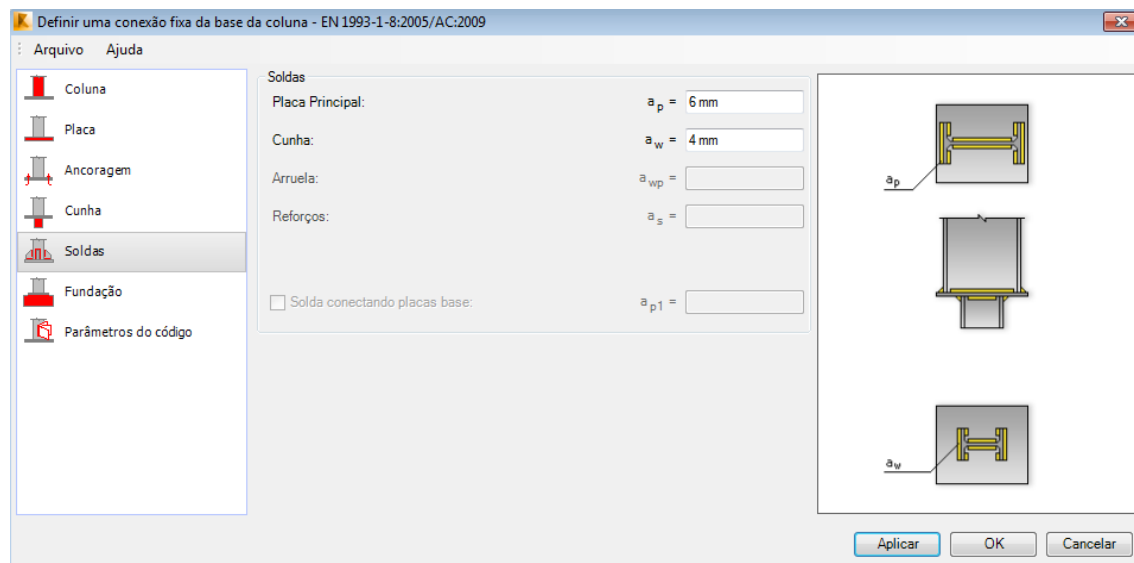 Definir uma conexão fixa da base da coluna - EN 1993-1-8:2005/AC:2009
Arquivo Ajuda
Coluna
Placa
Ancoragem
Cunha
Soldas
Fundação
Parâmetros do código
Soldas
Placa Principal: ap = 6 mm
Cunha: aw = 4 mm
Arruela: awp =
Reforços: as =
Solda conectando placas base: ap1 =
ap
aw
Aplicar OK Cancelar